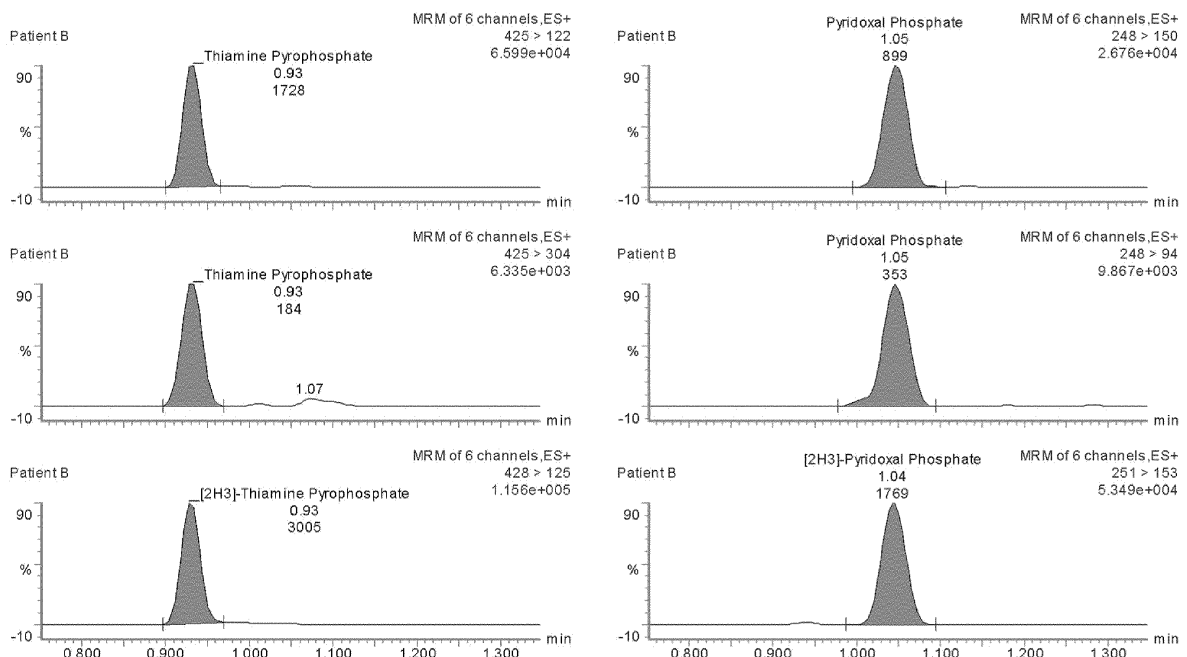 Patient B
MRM of 6 channels,ES+
425 > 122
6.599e+004
Thiamine Pyrophosphate
0.93
1728
90
%
-10
min
Patient B
MRM of 6 channels,ES+
248 > 150
2.676e+004
Pyridoxal Phosphate
1.05
899
90
%
-10
min
Patient B
MRM of 6 channels,ES+
425 > 304
6.335e+003
Thiamine Pyrophosphate
0.93
184
1.07
90
%
-10
min
Patient B
MRM of 6 channels,ES+
248 > 94
9.867e+003
Pyridoxal Phosphate
1.05
353
90
%
-10
min
Patient B
MRM of 6 channels,ES+
428 > 125
1.156e+005
[2H3]-Thiamine Pyrophosphate
0.93
3005
90
%
-10
min
0.800 0.900 1.000 1.100 1.200 1.300
Patient B
MRM of 6 channels,ES+
251 > 153
5.349e+004
[2H3]-Pyridoxal Phosphate
1.04
1769
90
%
-10
min
0.800 0.900 1.000 1.100 1.200 1.300